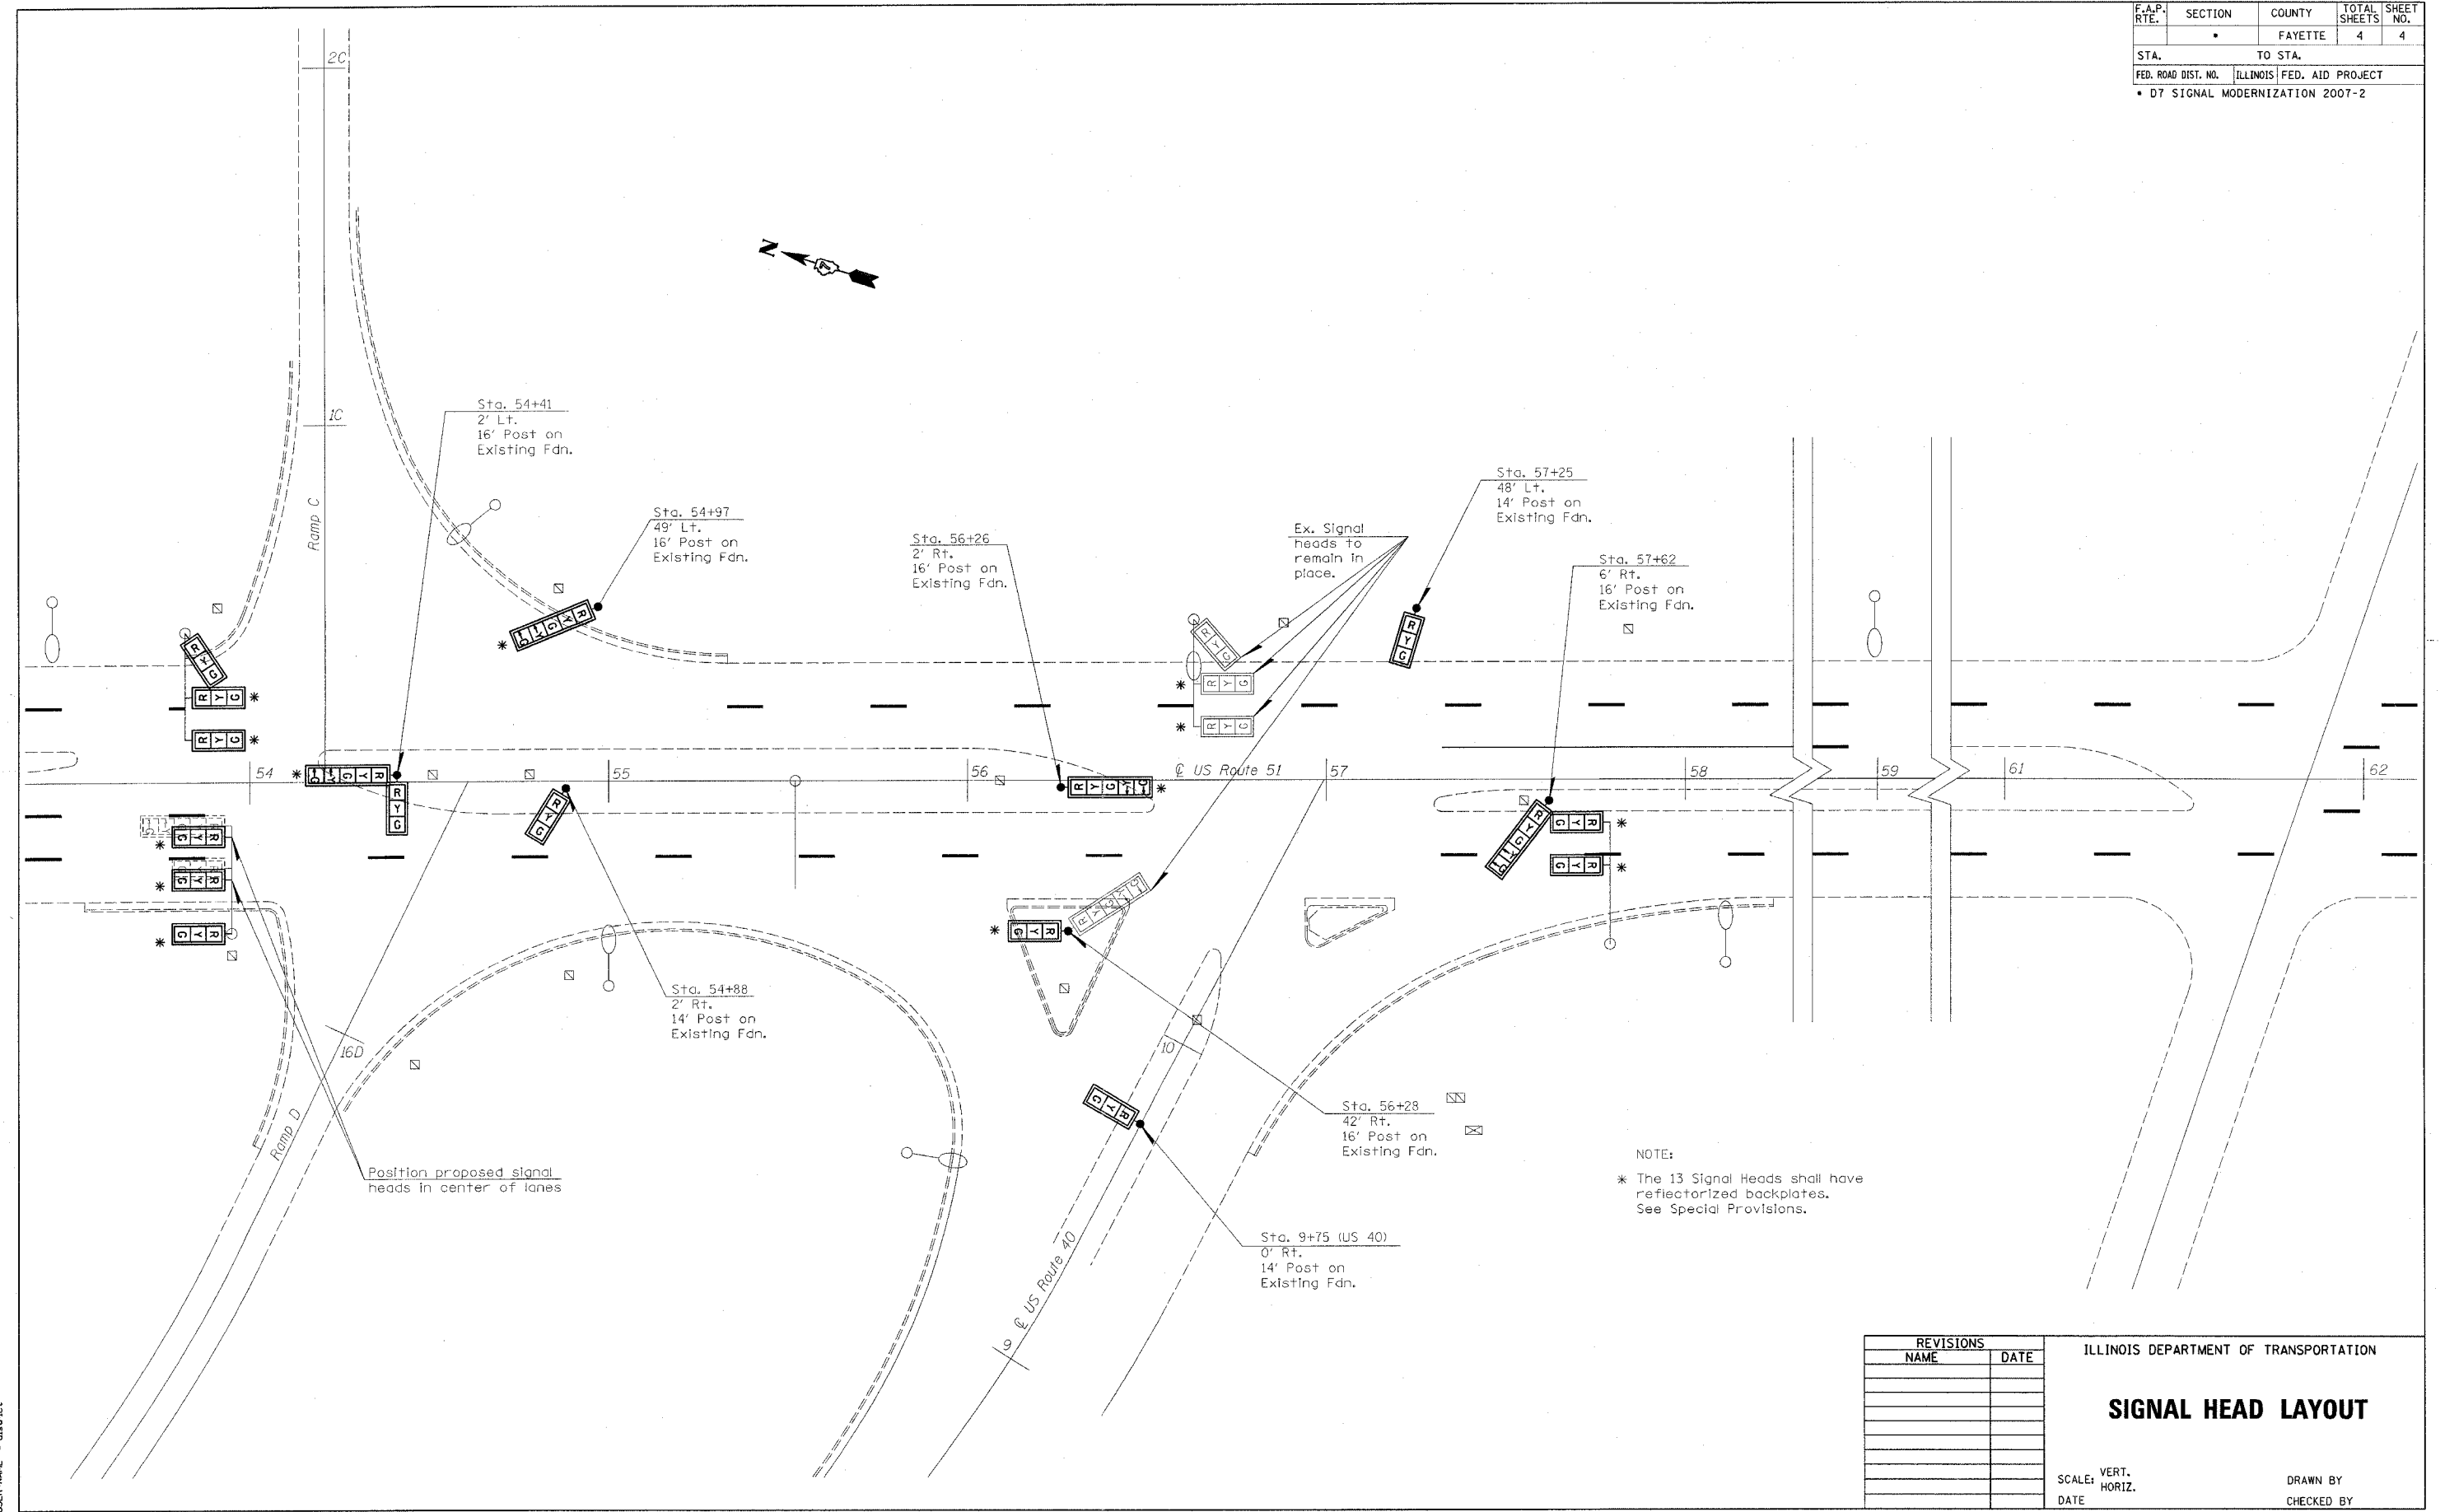 F.A.P. RTE. SECTION COUNTY TOTAL SHEETS SHEET NO.
• FAYETTE 4 4
STA. TO STA.
FED. ROAD DIST. NO. ILLINOIS FED. AID PROJECT
• D7 SIGNAL MODERNIZATION 2007-2
2C
N
7
1C
Ramp C
Sta. 54+41
2' Lt.
16' Post on
Existing Fdn.
Sta. 54+97
49' Lt.
16' Post on
Existing Fdn.
Sta. 56+26
2' Rt.
16' Post on
Existing Fdn.
Ex. Signal
heads to
remain in
place.
Sta. 57+25
48' Lt.
14' Post on
Existing Fdn.
Sta. 57+62
6' Rt.
16' Post on
Existing Fdn.
R Y G G Y
* R Y G Y G
R Y G
R Y G
R Y G
R Y G *
* R Y G
R Y G *
* R Y G
54 55 56 ℄ US Route 51 57 58 59 61 62
* R Y G Y G
R Y G
R Y G
R Y G Y G *
R Y G Y G
R Y G *
R Y G *
* R Y G
* R Y G
* R Y G
R Y G Y G
* R Y G
Sta. 54+88
2' Rt.
14' Post on
Existing Fdn.
16D
Ramp D
10
R Y G
Sta. 56+28
42' Rt.
16' Post on
Existing Fdn.
Position proposed signal
heads in center of lanes
NOTE:
* The 13 Signal Heads shall have
reflectorized backplates.
See Special Provisions.
Sta. 9+75 (US 40)
0' Rt.
14' Post on
Existing Fdn.
9 ℄ US Route 40
REVISIONS
NAME DATE
ILLINOIS DEPARTMENT OF TRANSPORTATION
SIGNAL HEAD LAYOUT
SCALE: VERT.
HORIZ.
DATE
DRAWN BY
CHECKED BY